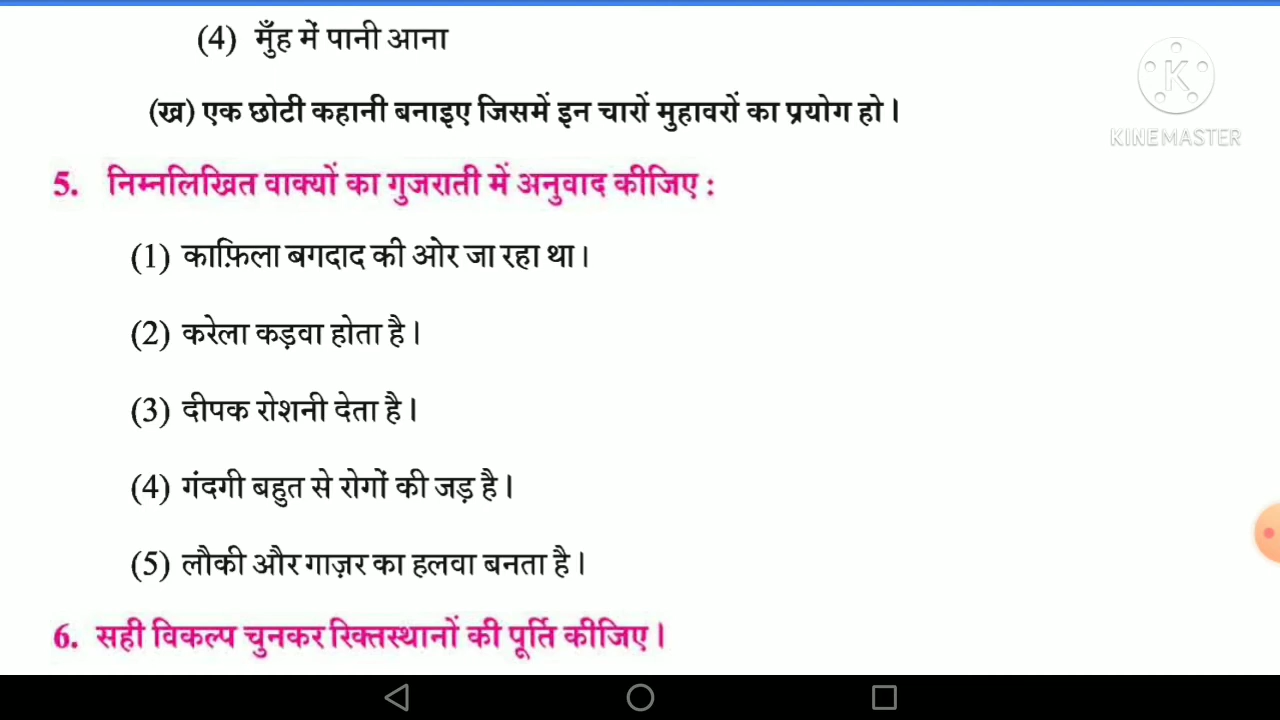 (4) मुँह में पानी आना
KINEMASTER
(ख) एक छोटी कहानी बनाइए जिसमें इन चारों मुहावरों का प्रयोग हो।
5. निम्नलिखित वाक्यों का गुजराती में अनुवाद कीजिए :
(1) काफ़िला बगदाद की ओर जा रहा था।
(2) करेला कड़वा होता है।
(3) दीपक रोशनी देता है।
(4) गंदगी बहुत से रोगों की जड़ है।
(5) लौकी और गाज़र का हलवा बनता है।
6. सही विकल्प चुनकर रिक्तस्थानों की पूर्ति कीजिए।